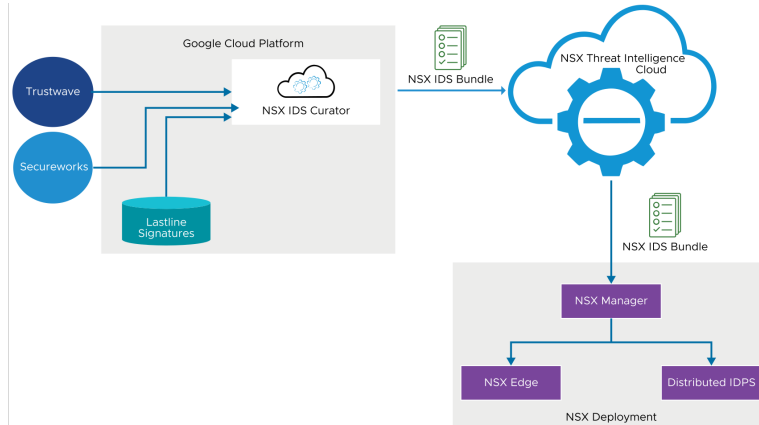 Google Cloud Platform
Trustwave
NSX IDS Curator
Secureworks
Lastline
Signatures
NSX IDS Bundle
NSX Threat Intelligence
Cloud
NSX IDS Bundle
NSX Manager
NSX Edge
Distributed IDPS
NSX Deployment